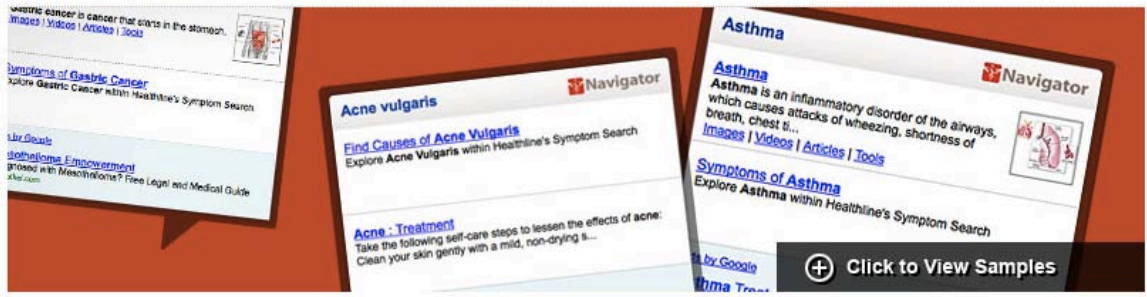 Gastric cancer is cancer that starts in the stomach.
Images | Videos | Articles | Tools
Symptoms of Gastric Cancer
Explore Gastric Cancer within Healthline's Symptom Search
by Google
Mesothelioma Empowerment
Diagnosed with Mesothelioma? Free Legal and Medical Guide
Acne vulgaris
Navigator
Find Causes of Acne Vulgaris
Explore Acne Vulgaris within Healthline's Symptom Search
Acne : Treatment
Take the following self-care steps to lessen the effects of acne:
Clean your skin gently with a mild, non-drying s...
Asthma
Navigator
Asthma
Asthma is an inflammatory disorder of the airways,
which causes attacks of wheezing, shortness of
breath, chest ti...
Images | Videos | Articles | Tools
Symptoms of Asthma
Explore Asthma within Healthline's Symptom Search
by Google
Click to View Samples